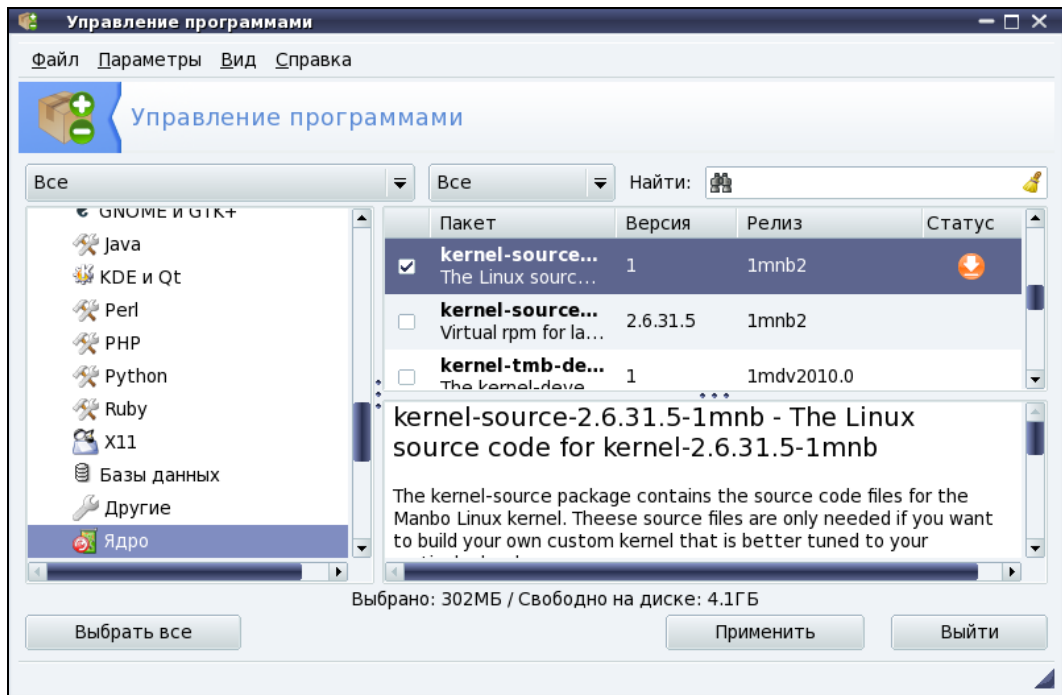 Управление программами
Файл Параметры Вид Справка
Управление программами
Все Все Найти:
GNOME и GTK+
Java
KDE и Qt
Perl
PHP
Python
Ruby
X11
Базы данных
Другие
Ядро
Пакет Версия Релиз Статус
kernel-source... 1 1mnb2
The Linux sourc...
kernel-source... 2.6.31.5 1mnb2
Virtual rpm for la...
kernel-tmb-de... 1 1mdv2010.0
The kernel-deve
kernel-source-2.6.31.5-1mnb - The Linux
source code for kernel-2.6.31.5-1mnb
The kernel-source package contains the source code files for the
Manbo Linux kernel. Theese source files are only needed if you want
to build your own custom kernel that is better tuned to your
Выбрано: 302МБ / Свободно на диске: 4.1ГБ
Выбрать все Применить Выйти